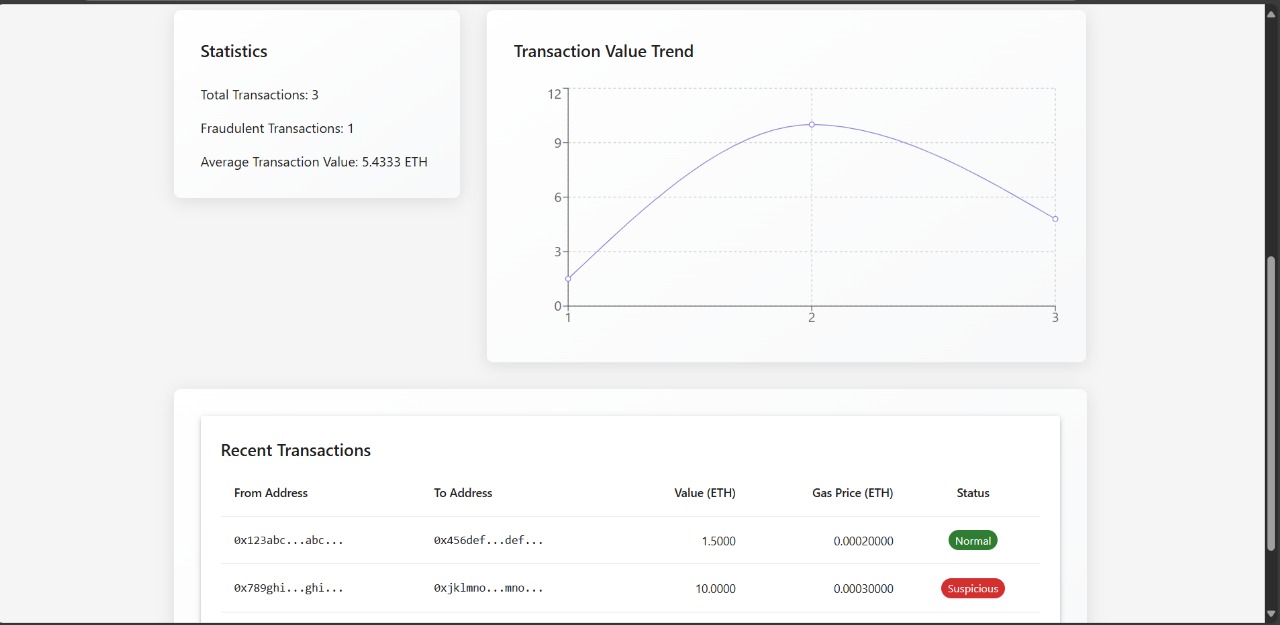 Statistics
Total Transactions: 3
Fraudulent Transactions: 1
Average Transaction Value: 5.4333 ETH
Transaction Value Trend
12
9
6
3
0
1 2 3
Recent Transactions
From Address To Address Value (ETH) Gas Price (ETH) Status
0x123abc...abc... 0x456def...def... 1.5000 0.00020000 Normal
0x789ghi...ghi... 0xjklmno...mno... 10.0000 0.00030000 Suspicious